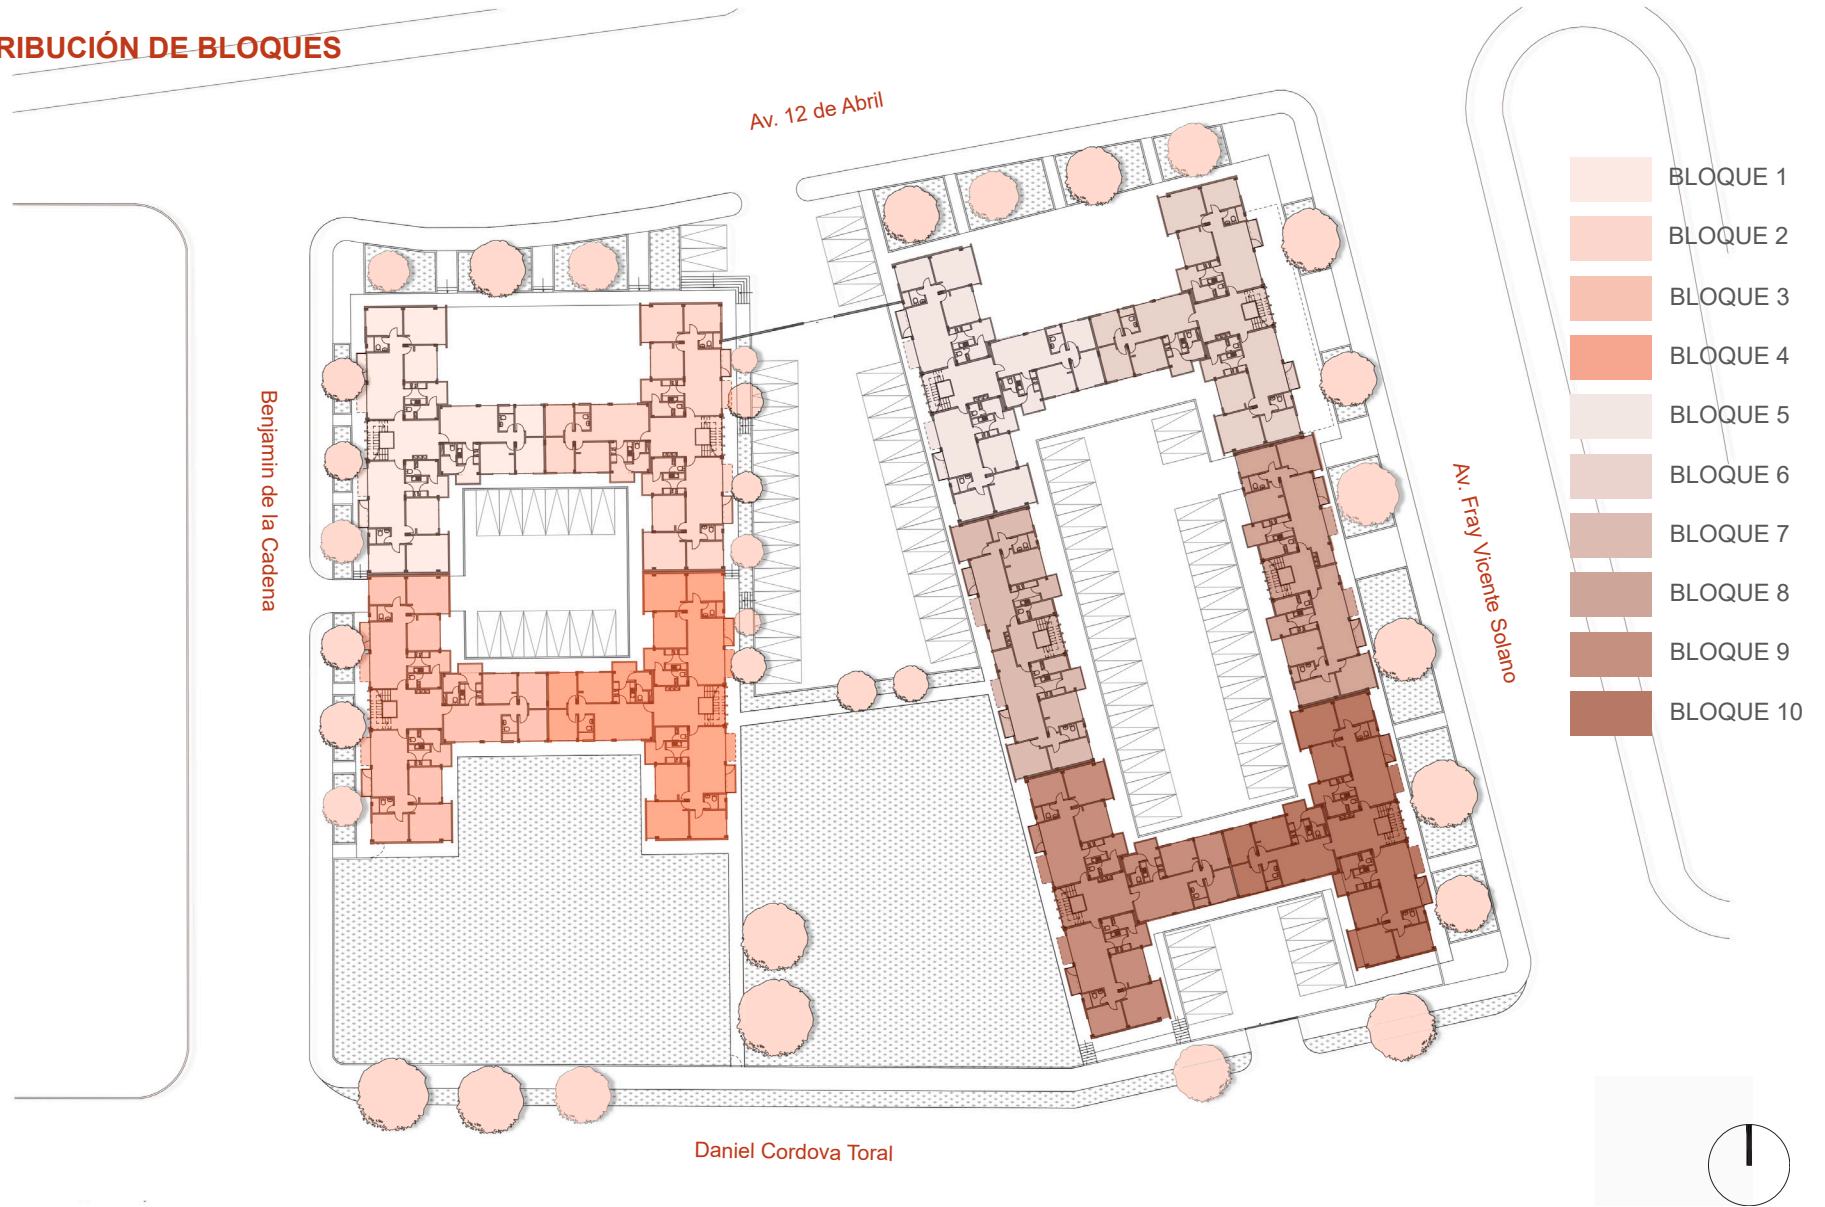 RIBUCIÓN DE BLOQUES
Av. 12 de Abril
Benjamin de la Cadena
Av. Fray Vicente Solano
Daniel Cordova Toral
BLOQUE 1
BLOQUE 2
BLOQUE 3
BLOQUE 4
BLOQUE 5
BLOQUE 6
BLOQUE 7
BLOQUE 8
BLOQUE 9
BLOQUE 10